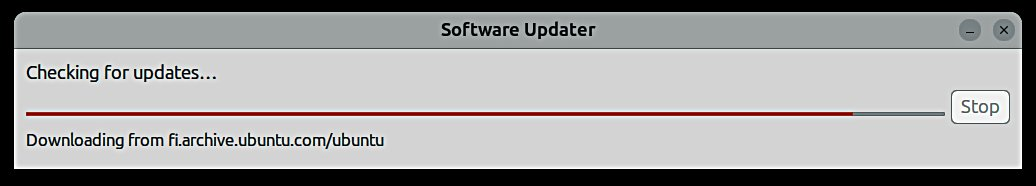 Software Updater
Checking for updates...
Stop
Downloading from fi.archive.ubuntu.com/ubuntu